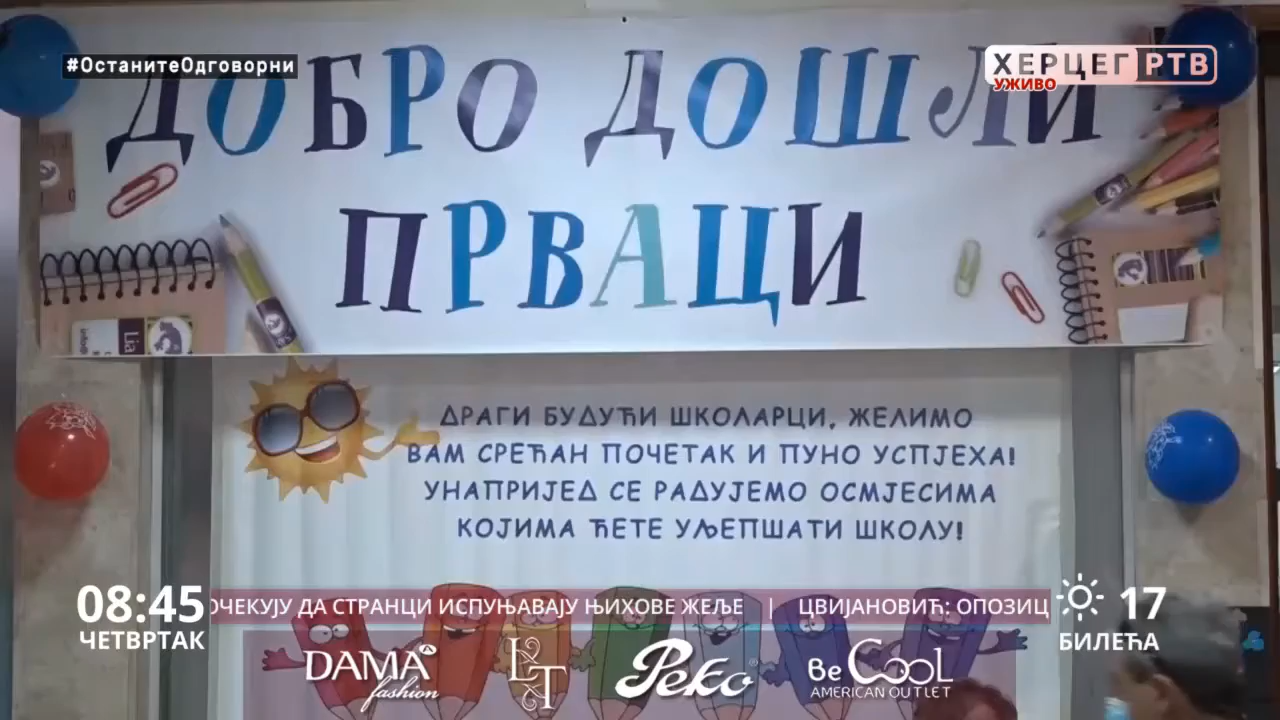 #ОстанитеОдговорни
ХЕРЦЕГ РТВ
УЖИВО
ДОБРО ДОШЛИ
ПРВАЦИ
ДРАГИ БУДУЋИ ШКОЛАРЦИ, ЖЕЛИМО
ВАМ СРЕЋАН ПОЧЕТАК И ПУНО УСПЈЕХА!
УНАПРИЈЕД СЕ РАДУЈЕМО ОСМЈЕСИМА
КОЈИМА ЋЕТЕ УЉЕПШАТИ ШКОЛУ!
08:45
ЧЕТВРТАК
ОЧЕКУЈУ ДА СТРАНЦИ ИСПУЊАВАЈУ ЊИХОВЕ ЖЕЉЕ | ЦВИЈАНОВИЋ: ОПОЗИЦ
17
БИЛЕЋА
DAMA fashion
LT
Peko
Be Cool
AMERICAN OUTLET